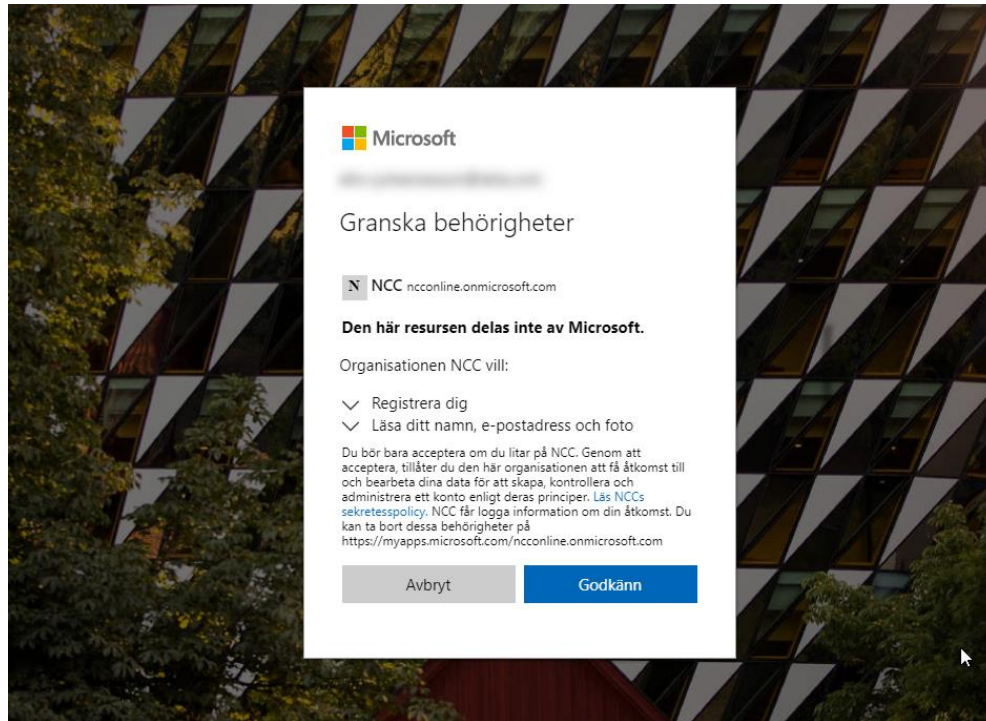 Microsoft
Granska behörigheter
N NCC ncconline.onmicrosoft.com
Den här resursen delas inte av Microsoft.
Organisationen NCC vill:
Registrera dig
Läsa ditt namn, e-postadress och foto
Du bör bara acceptera om du litar på NCC. Genom att
acceptera, tillåter du den här organisationen att få åtkomst till
och bearbeta dina data för att skapa, kontrollera och
administrera ett konto enligt deras principer. Läs NCCs
sekretesspolicy. NCC får logga information om din åtkomst. Du
kan ta bort dessa behörigheter på
https://myapps.microsoft.com/ncconline.onmicrosoft.com
Avbryt
Godkänn